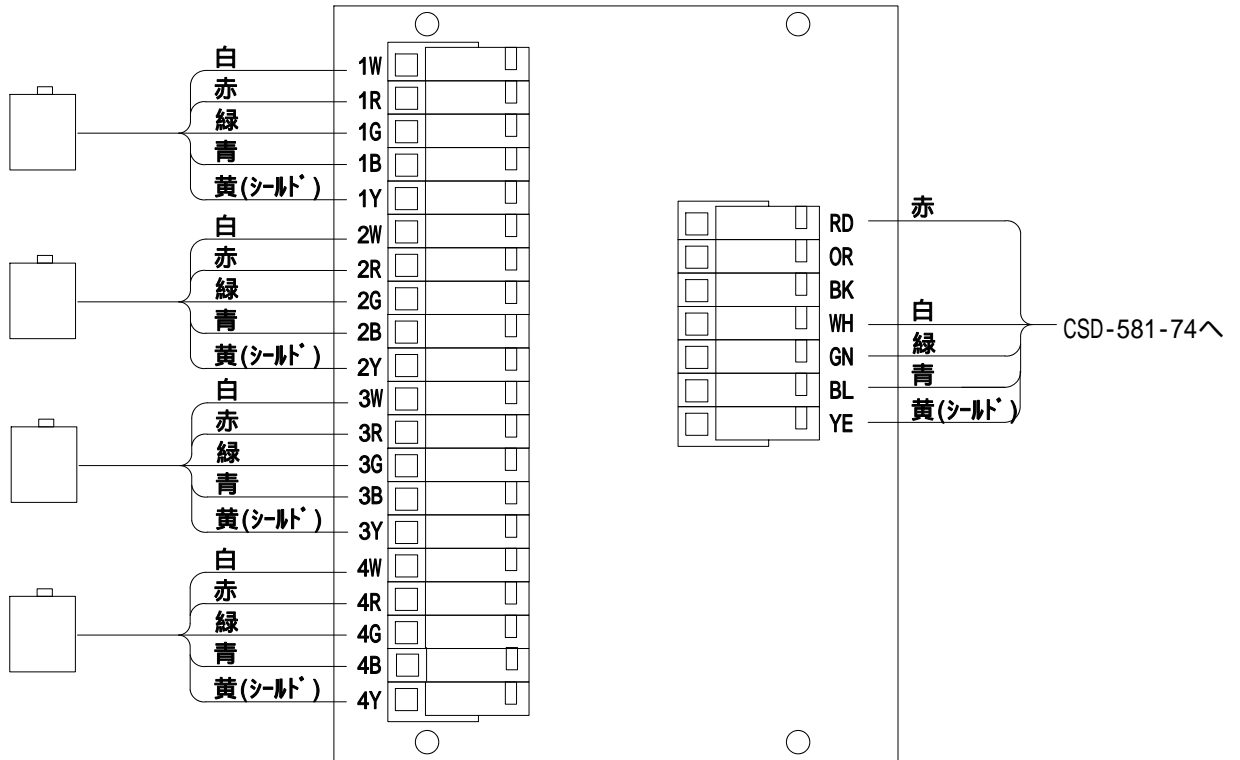 白 1W
赤 1R
緑 1G
青 1B
黄(シールド) 1Y
白 2W
赤 2R
緑 2G
青 2B
黄(シールド) 2Y
白 3W
赤 3R
緑 3G
青 3B
黄(シールド) 3Y
白 4W
赤 4R
緑 4G
青 4B
黄(シールド) 4Y
RD 赤
OR
BK
WH 白
GN 緑
BL 青
YE 黄(シールド)
CSD-581-74へ